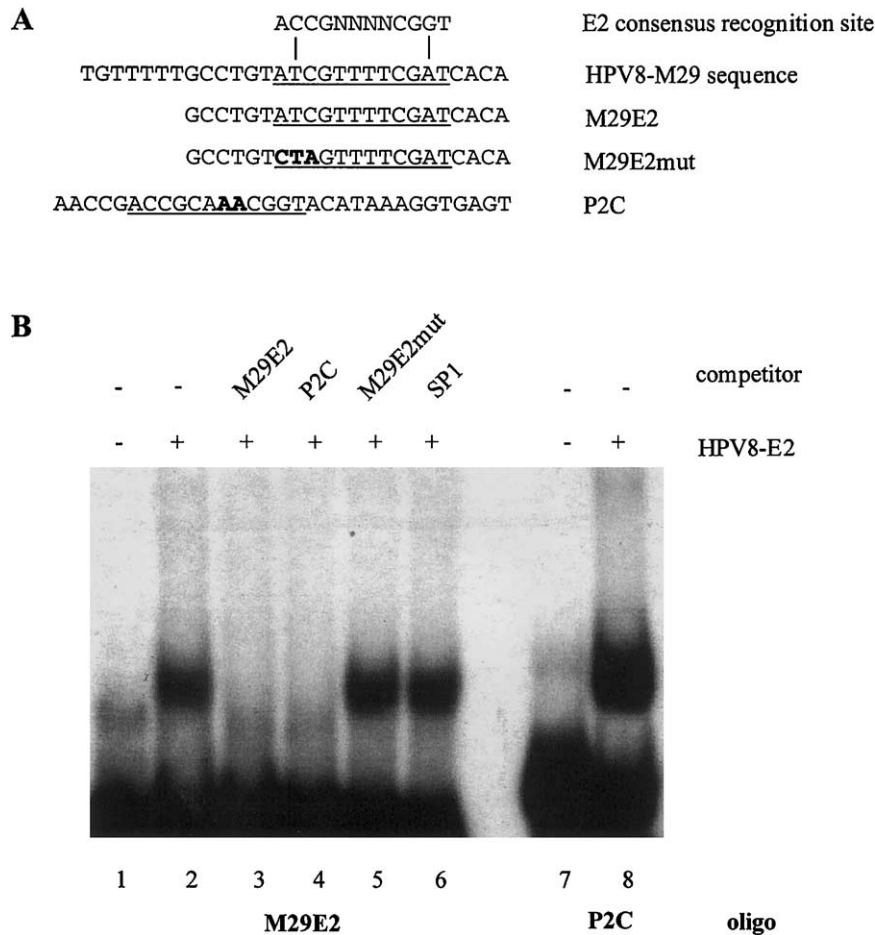 A
ACCGNNNNCGGT E2 consensus recognition site
TGTTTTTGCCTGTATCGTTTTCGATCACA HPV8-M29 sequence
GCCTGTATCGTTTTCGATCACA M29E2
GCCTGTCTAGTTTTCGATCACA M29E2mut
AACCGACCGCAAACGGTACATAAAGGTGAGT P2C
B
- - M29E2 P2C M29E2mut SP1 - - competitor
- + + + + + - + HPV8-E2
1 2 3 4 5 6 7 8
M29E2 P2C oligo